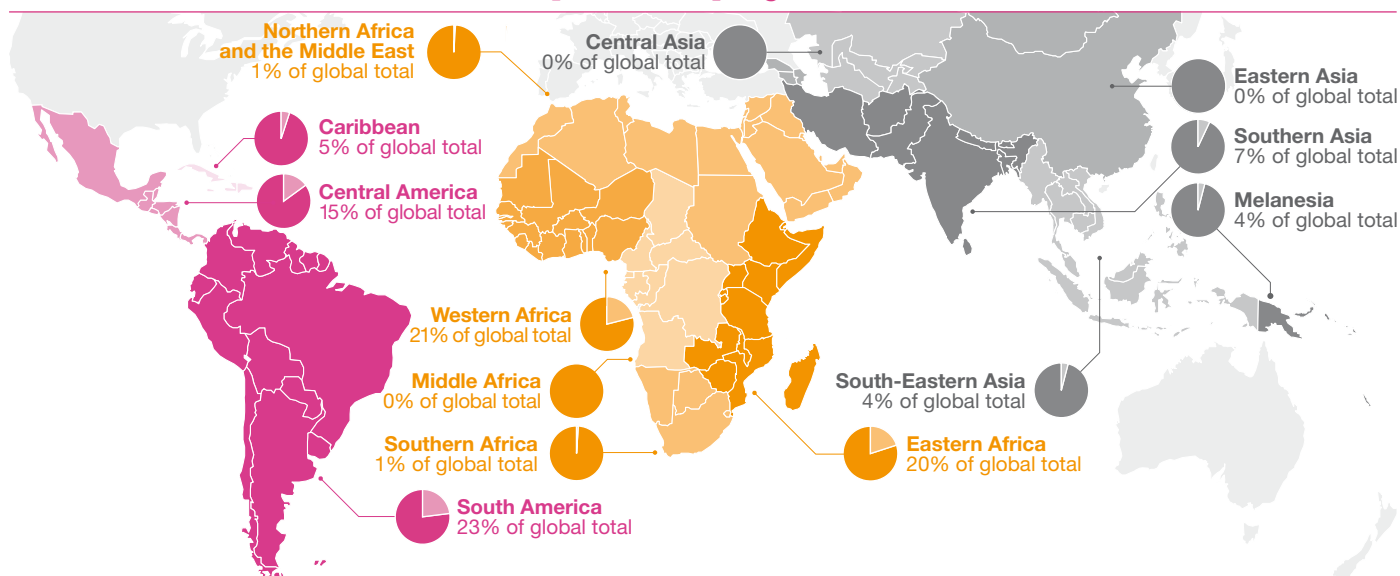 Northern Africa
and the Middle East
1% of global total
Central Asia
0% of global total
Eastern Asia
0% of global total
Caribbean
5% of global total
Southern Asia
7% of global total
Central America
15% of global total
Melanesia
4% of global total
Western Africa
21% of global total
Middle Africa
0% of global total
South-Eastern Asia
4% of global total
Southern Africa
1% of global total
Eastern Africa
20% of global total
South America
23% of global total